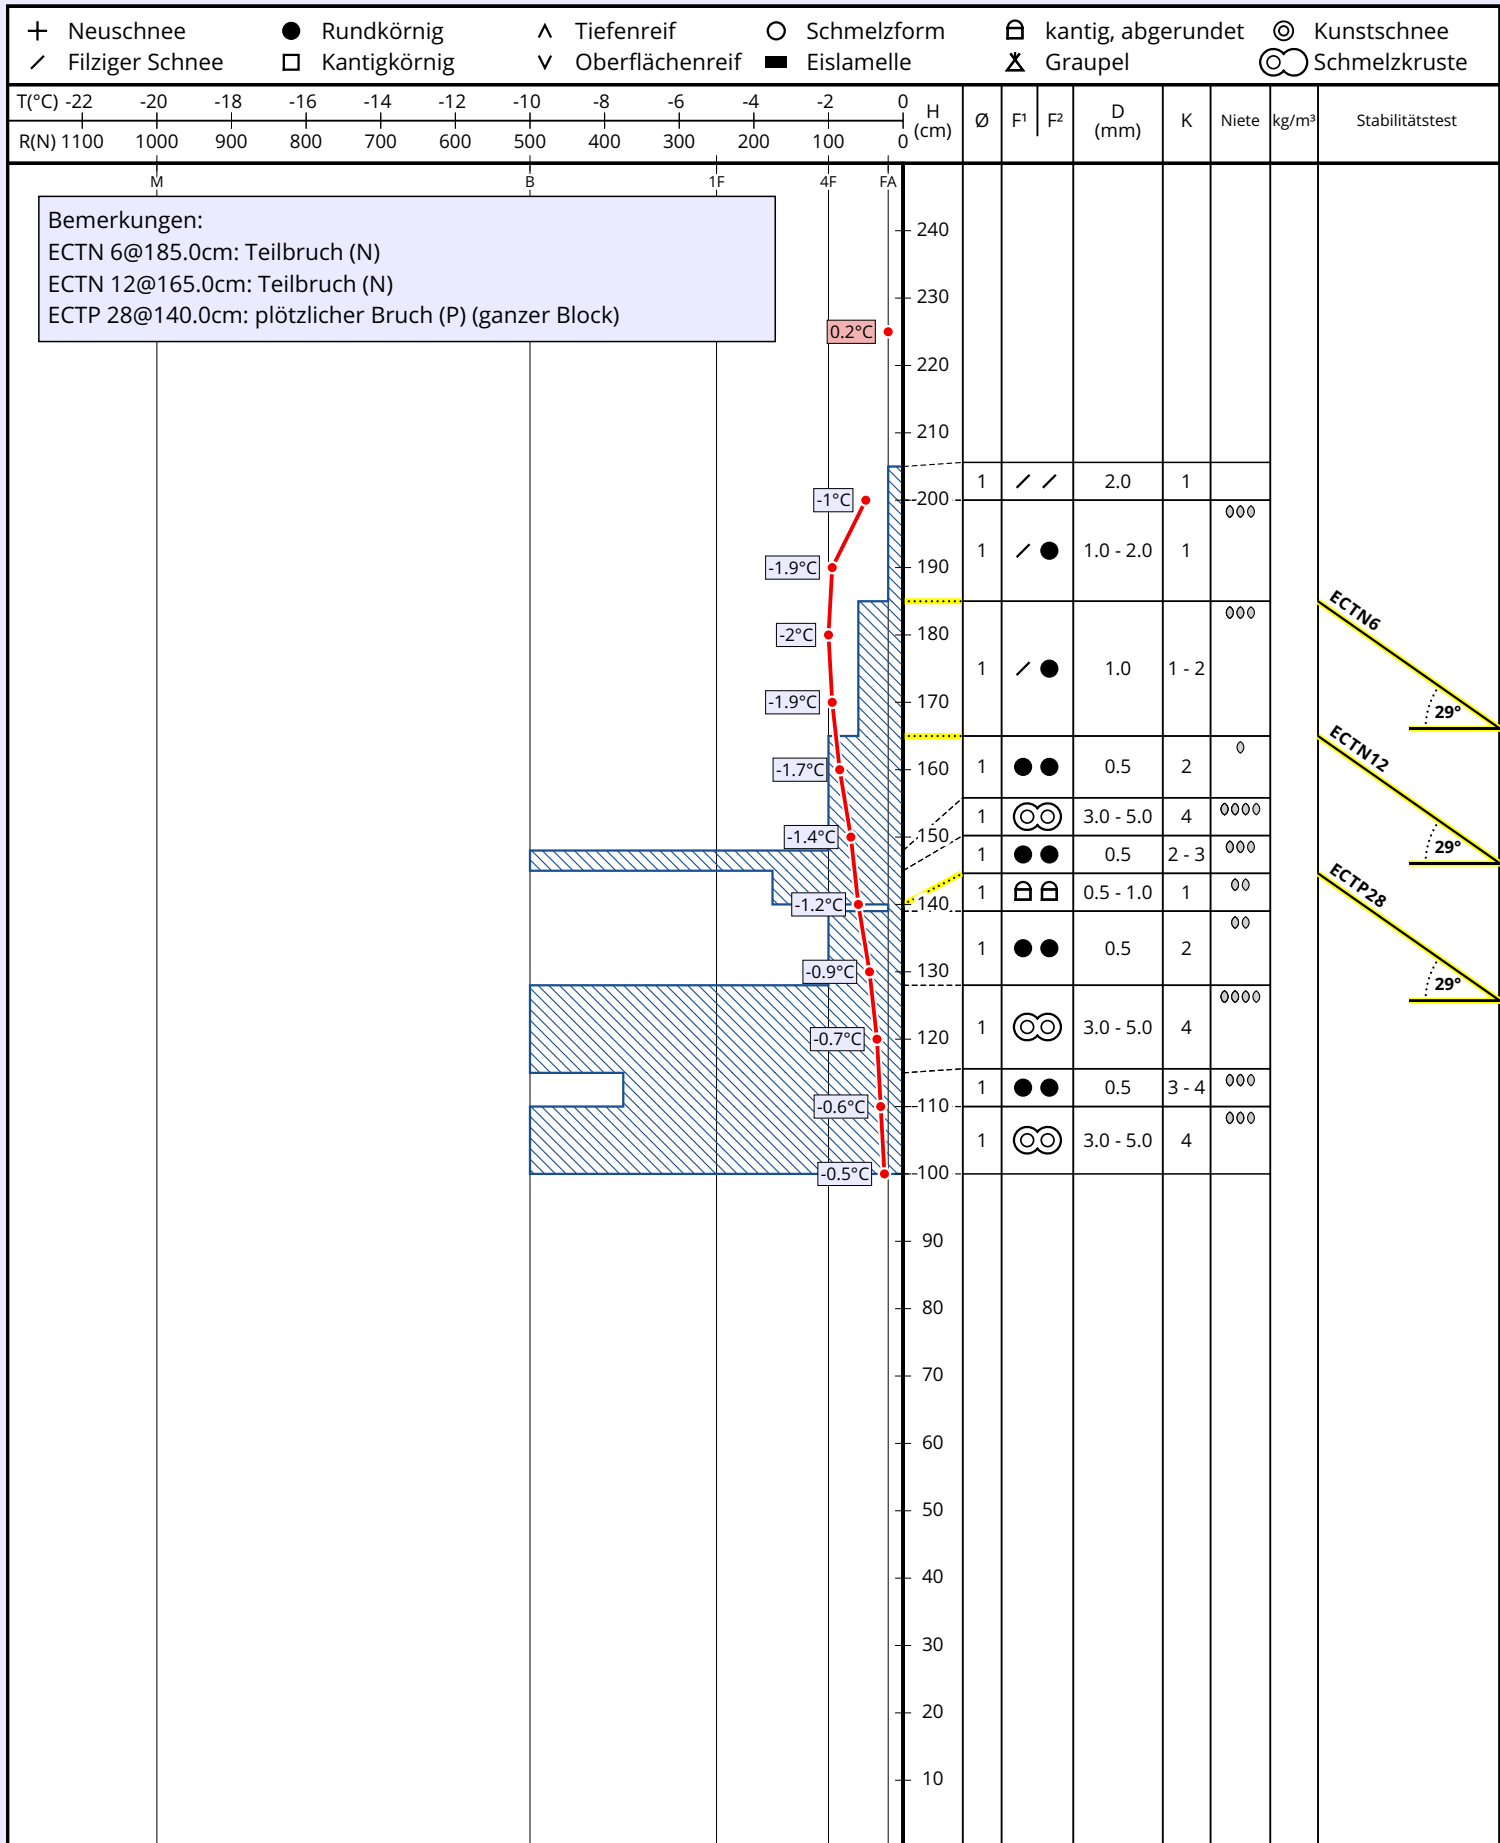 Neuschnee Rundkörnig Tiefenreif Schmelzform kantig, abgerundet Kunstschnee
Filziger Schnee Kantigkörnig Oberflächenreif Eislamelle Graupel Schmelzkruste
T(°C) -22 -20 -18 -16 -14 -12 -10 -8 -6 -4 -2 0
R(N) 1100 1000 900 800 700 600 500 400 300 200 100 0
H (cm) Ø F¹ F² D (mm) K Niete kg/m³ Stabilitätstest
M B 1F 4F FA
Bemerkungen:
ECTN 6@185.0cm: Teilbruch (N)
ECTN 12@165.0cm: Teilbruch (N)
ECTP 28@140.0cm: plötzlicher Bruch (P) (ganzer Block)
240
230
0.2°C
220
210
1 2.0 1
-1°C 200
1 1.0 - 2.0 1
-1.9°C 190
ECTN6
-2°C 180
1 1.0 1 - 2
-1.9°C 170
29°
ECTN12
-1.7°C 160 1 0.5 2
1 3.0 - 5.0 4
-1.4°C 150
1 0.5 2 - 3
29°
ECTP28
1 0.5 - 1.0 1
-1.2°C 140
1 0.5 2
-0.9°C 130
29°
1 3.0 - 5.0 4
-0.7°C 120
1 0.5 3 - 4
-0.6°C 110
1 3.0 - 5.0 4
-0.5°C 100
90
80
70
60
50
40
30
20
10